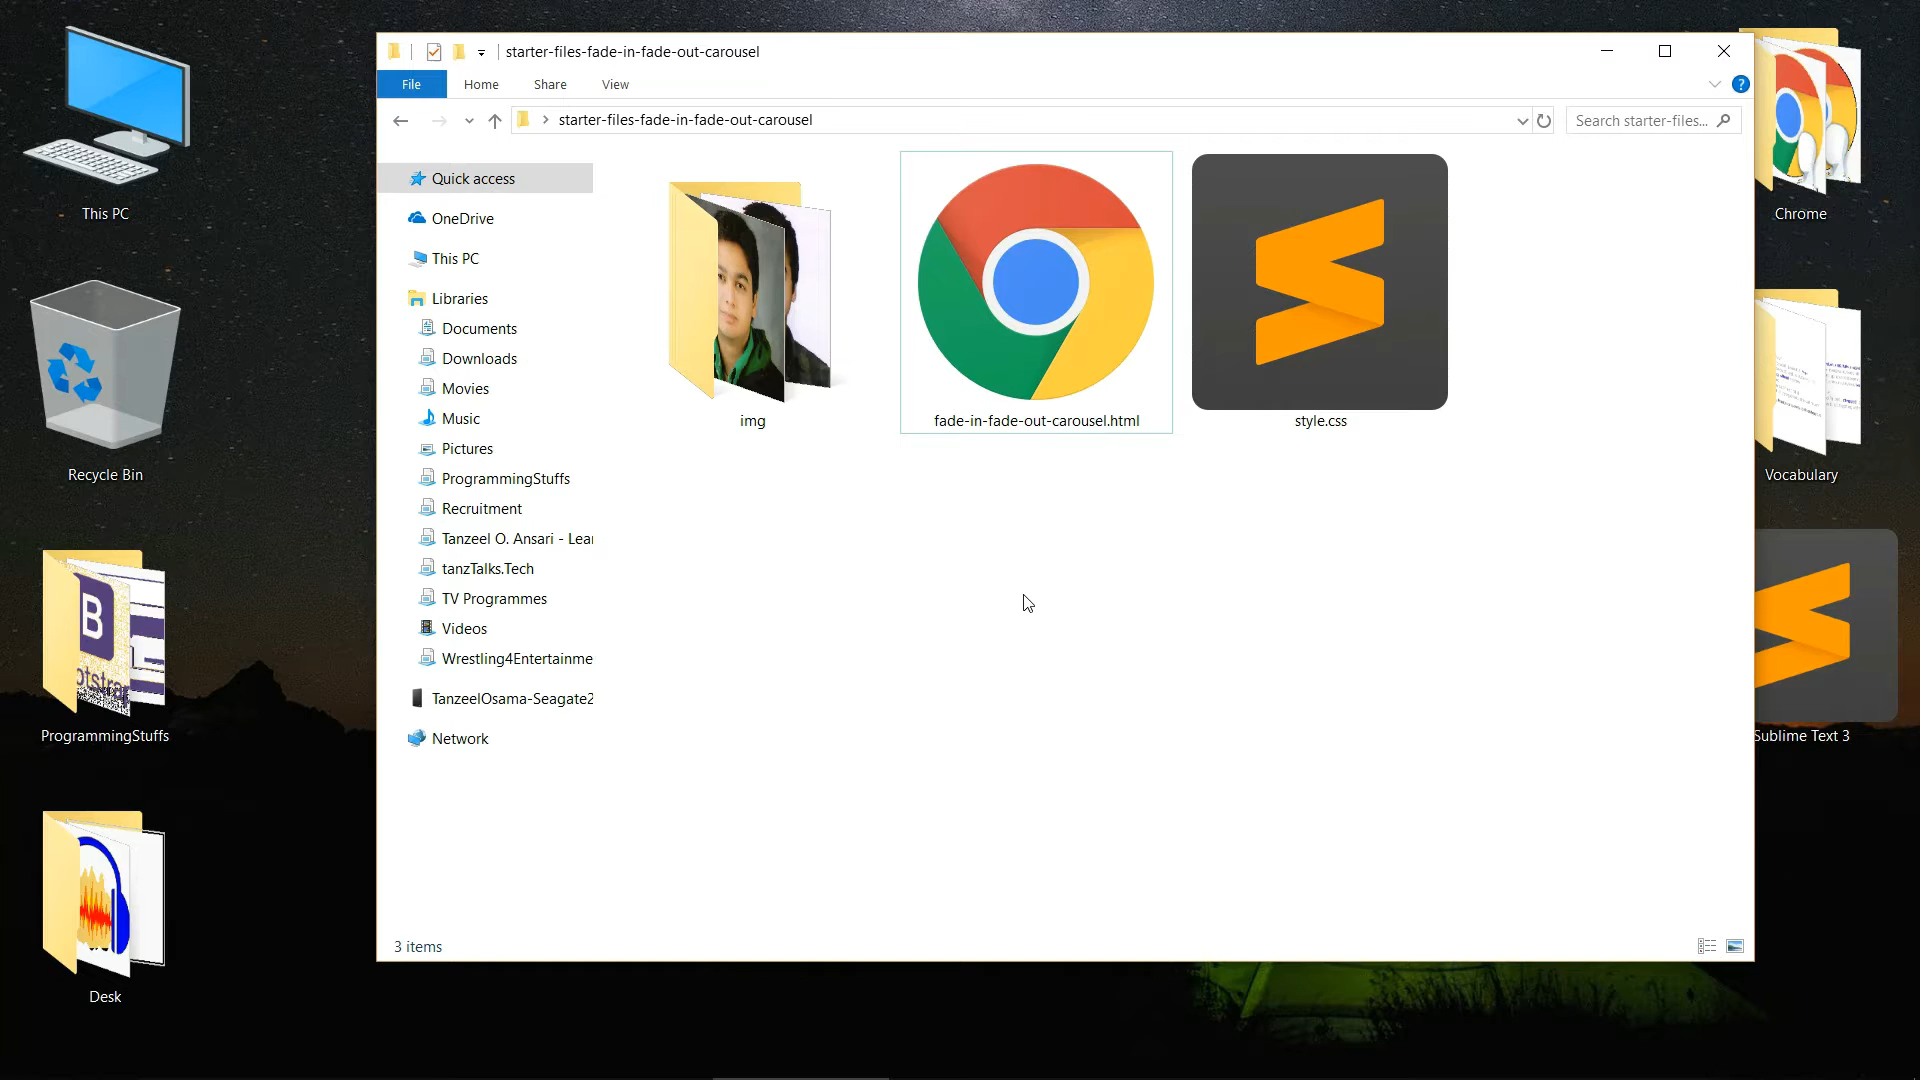 starter-files-fade-in-fade-out-carousel
File Home Share View
?
starter-files-fade-in-fade-out-carousel
Search starter-files...
Quick access
OneDrive
This PC
Libraries
Documents
Downloads
Movies
Music
Pictures
ProgrammingStuffs
Recruitment
Tanzeel O. Ansari - Lear
tanzTalks.Tech
TV Programmes
Videos
Wrestling4Entertainme
TanzeelOsama-Seagate2
Network
img
fade-in-fade-out-carousel.html
style.css
3 items
This PC
Recycle Bin
B
ProgrammingStuffs
Desk
Chrome
Vocabulary
Sublime Text 3